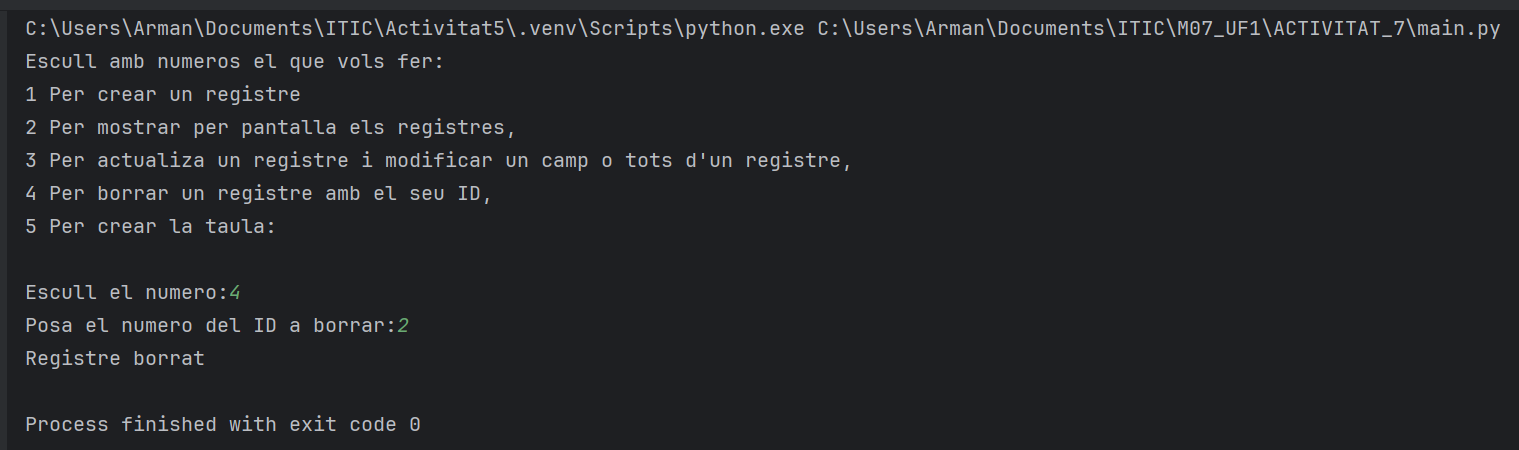 C:\Users\Arman\Documents\ITIC\Activitat5\.venv\Scripts\python.exe C:\Users\Arman\Documents\ITIC\M07_UF1\ACTIVITAT_7\main.py
Escull amb numeros el que vols fer:
1 Per crear un registre
2 Per mostrar per pantalla els registres,
3 Per actualiza un registre i modificar un camp o tots d'un registre,
4 Per borrar un registre amb el seu ID,
5 Per crear la taula:
Escull el numero:4
Posa el numero del ID a borrar:2
Registre borrat
Process finished with exit code 0